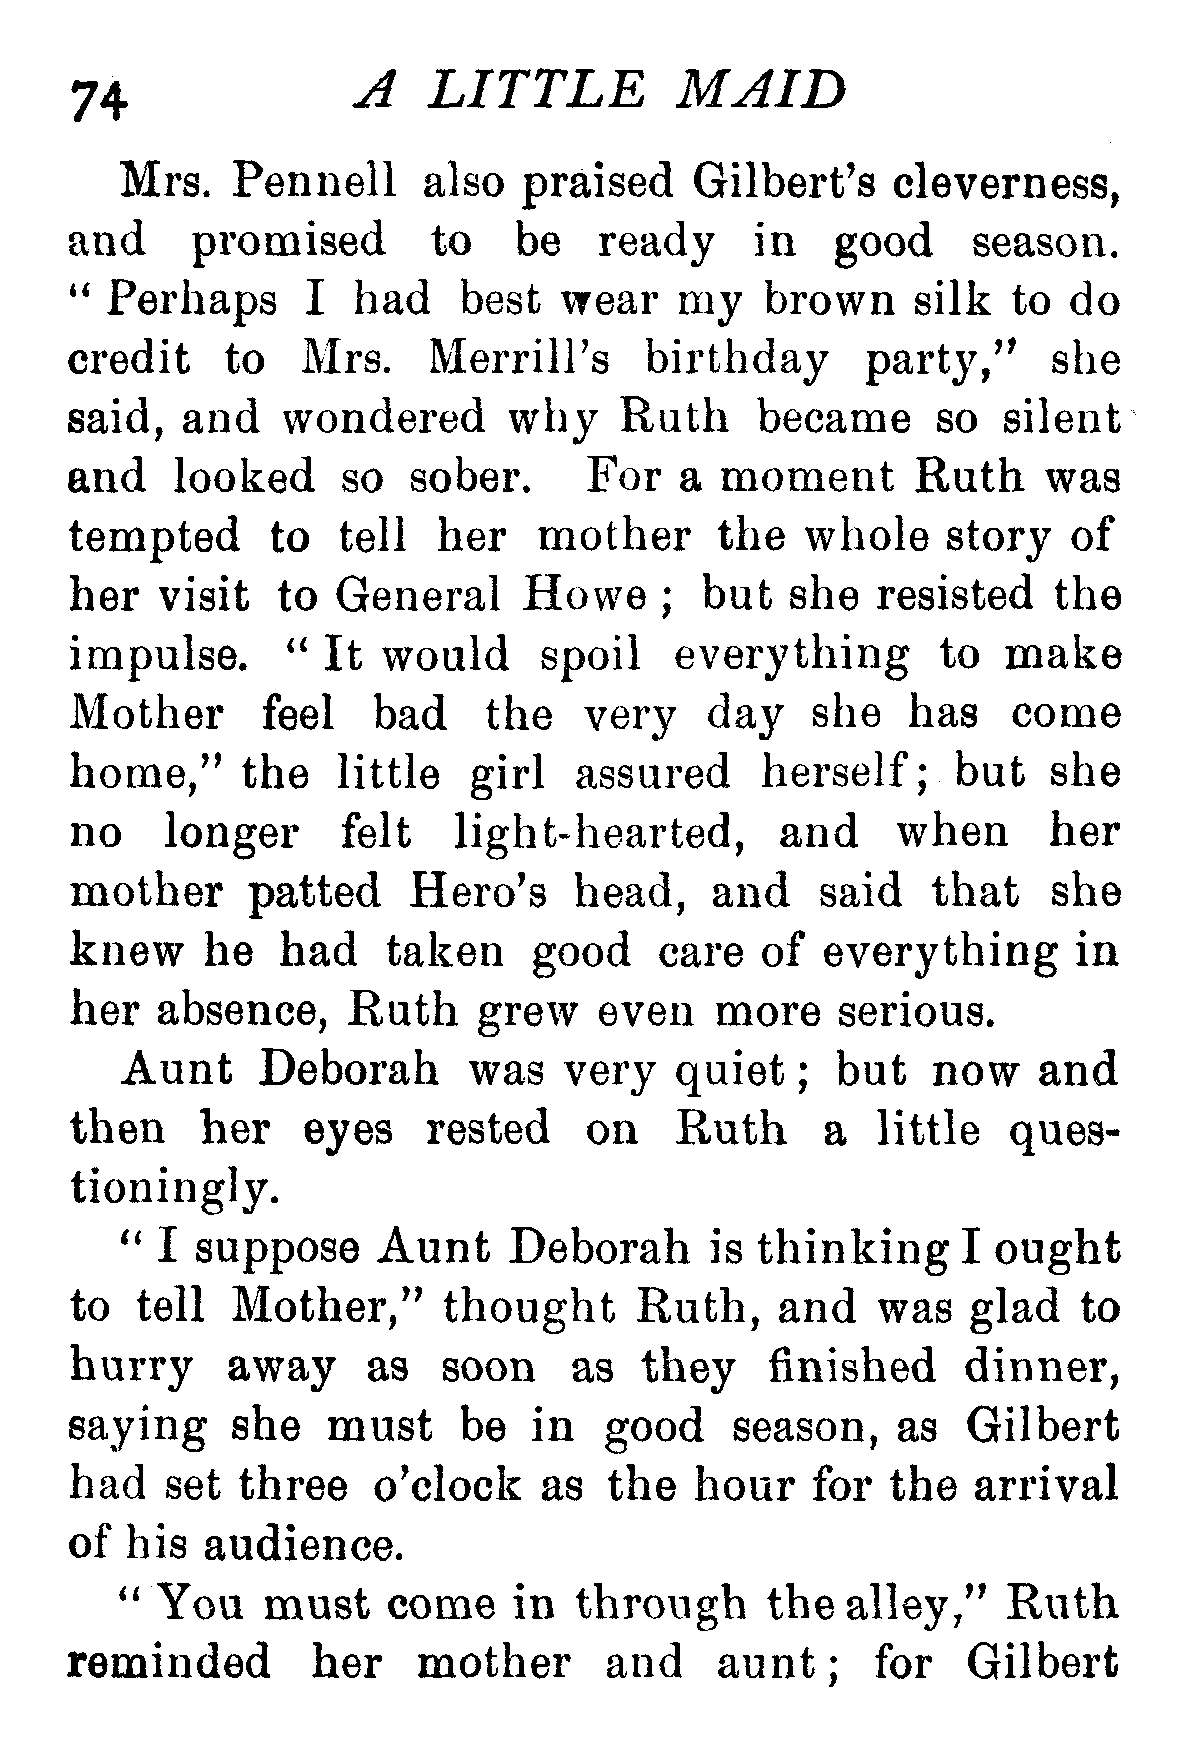 74 A LITTLE MAID
Mrs. Pennell also praised Gilbert's cleverness,
and promised to be ready in good season.
“ Perhaps I had best wear my brown silk to do
credit to Mrs. Merrill's birthday party,” she
said, and wondered why Ruth became so silent
and looked so sober. For a moment Ruth was
tempted to tell her mother the whole story of
her visit to General Howe ; but she resisted the
impulse. “ It would spoil everything to make
Mother feel bad the very day she has come
home,” the little girl assured herself ; but she
no longer felt light-hearted, and when her
mother patted Hero's head, and said that she
knew he had taken good care of everything in
her absence, Ruth grew even more serious.
Aunt Deborah was very quiet ; but now and
then her eyes rested on Ruth a little ques-
tioningly.
“ I suppose Aunt Deborah is thinking I ought
to tell Mother,” thought Ruth, and was glad to
hurry away as soon as they finished dinner,
saying she must be in good season, as Gilbert
had set three o'clock as the hour for the arrival
of his audience.
“ You must come in through the alley,” Ruth
reminded her mother and aunt ; for Gilbert